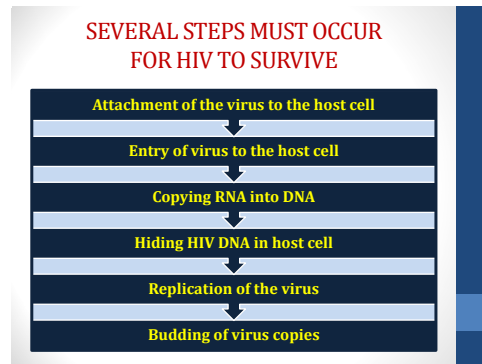 SEVERAL STEPS MUST OCCUR
FOR HIV TO SURVIVE
Attachment of the virus to the host cell
Entry of virus to the host cell
Copying RNA into DNA
Hiding HIV DNA in host cell
Replication of the virus
Budding of virus copies